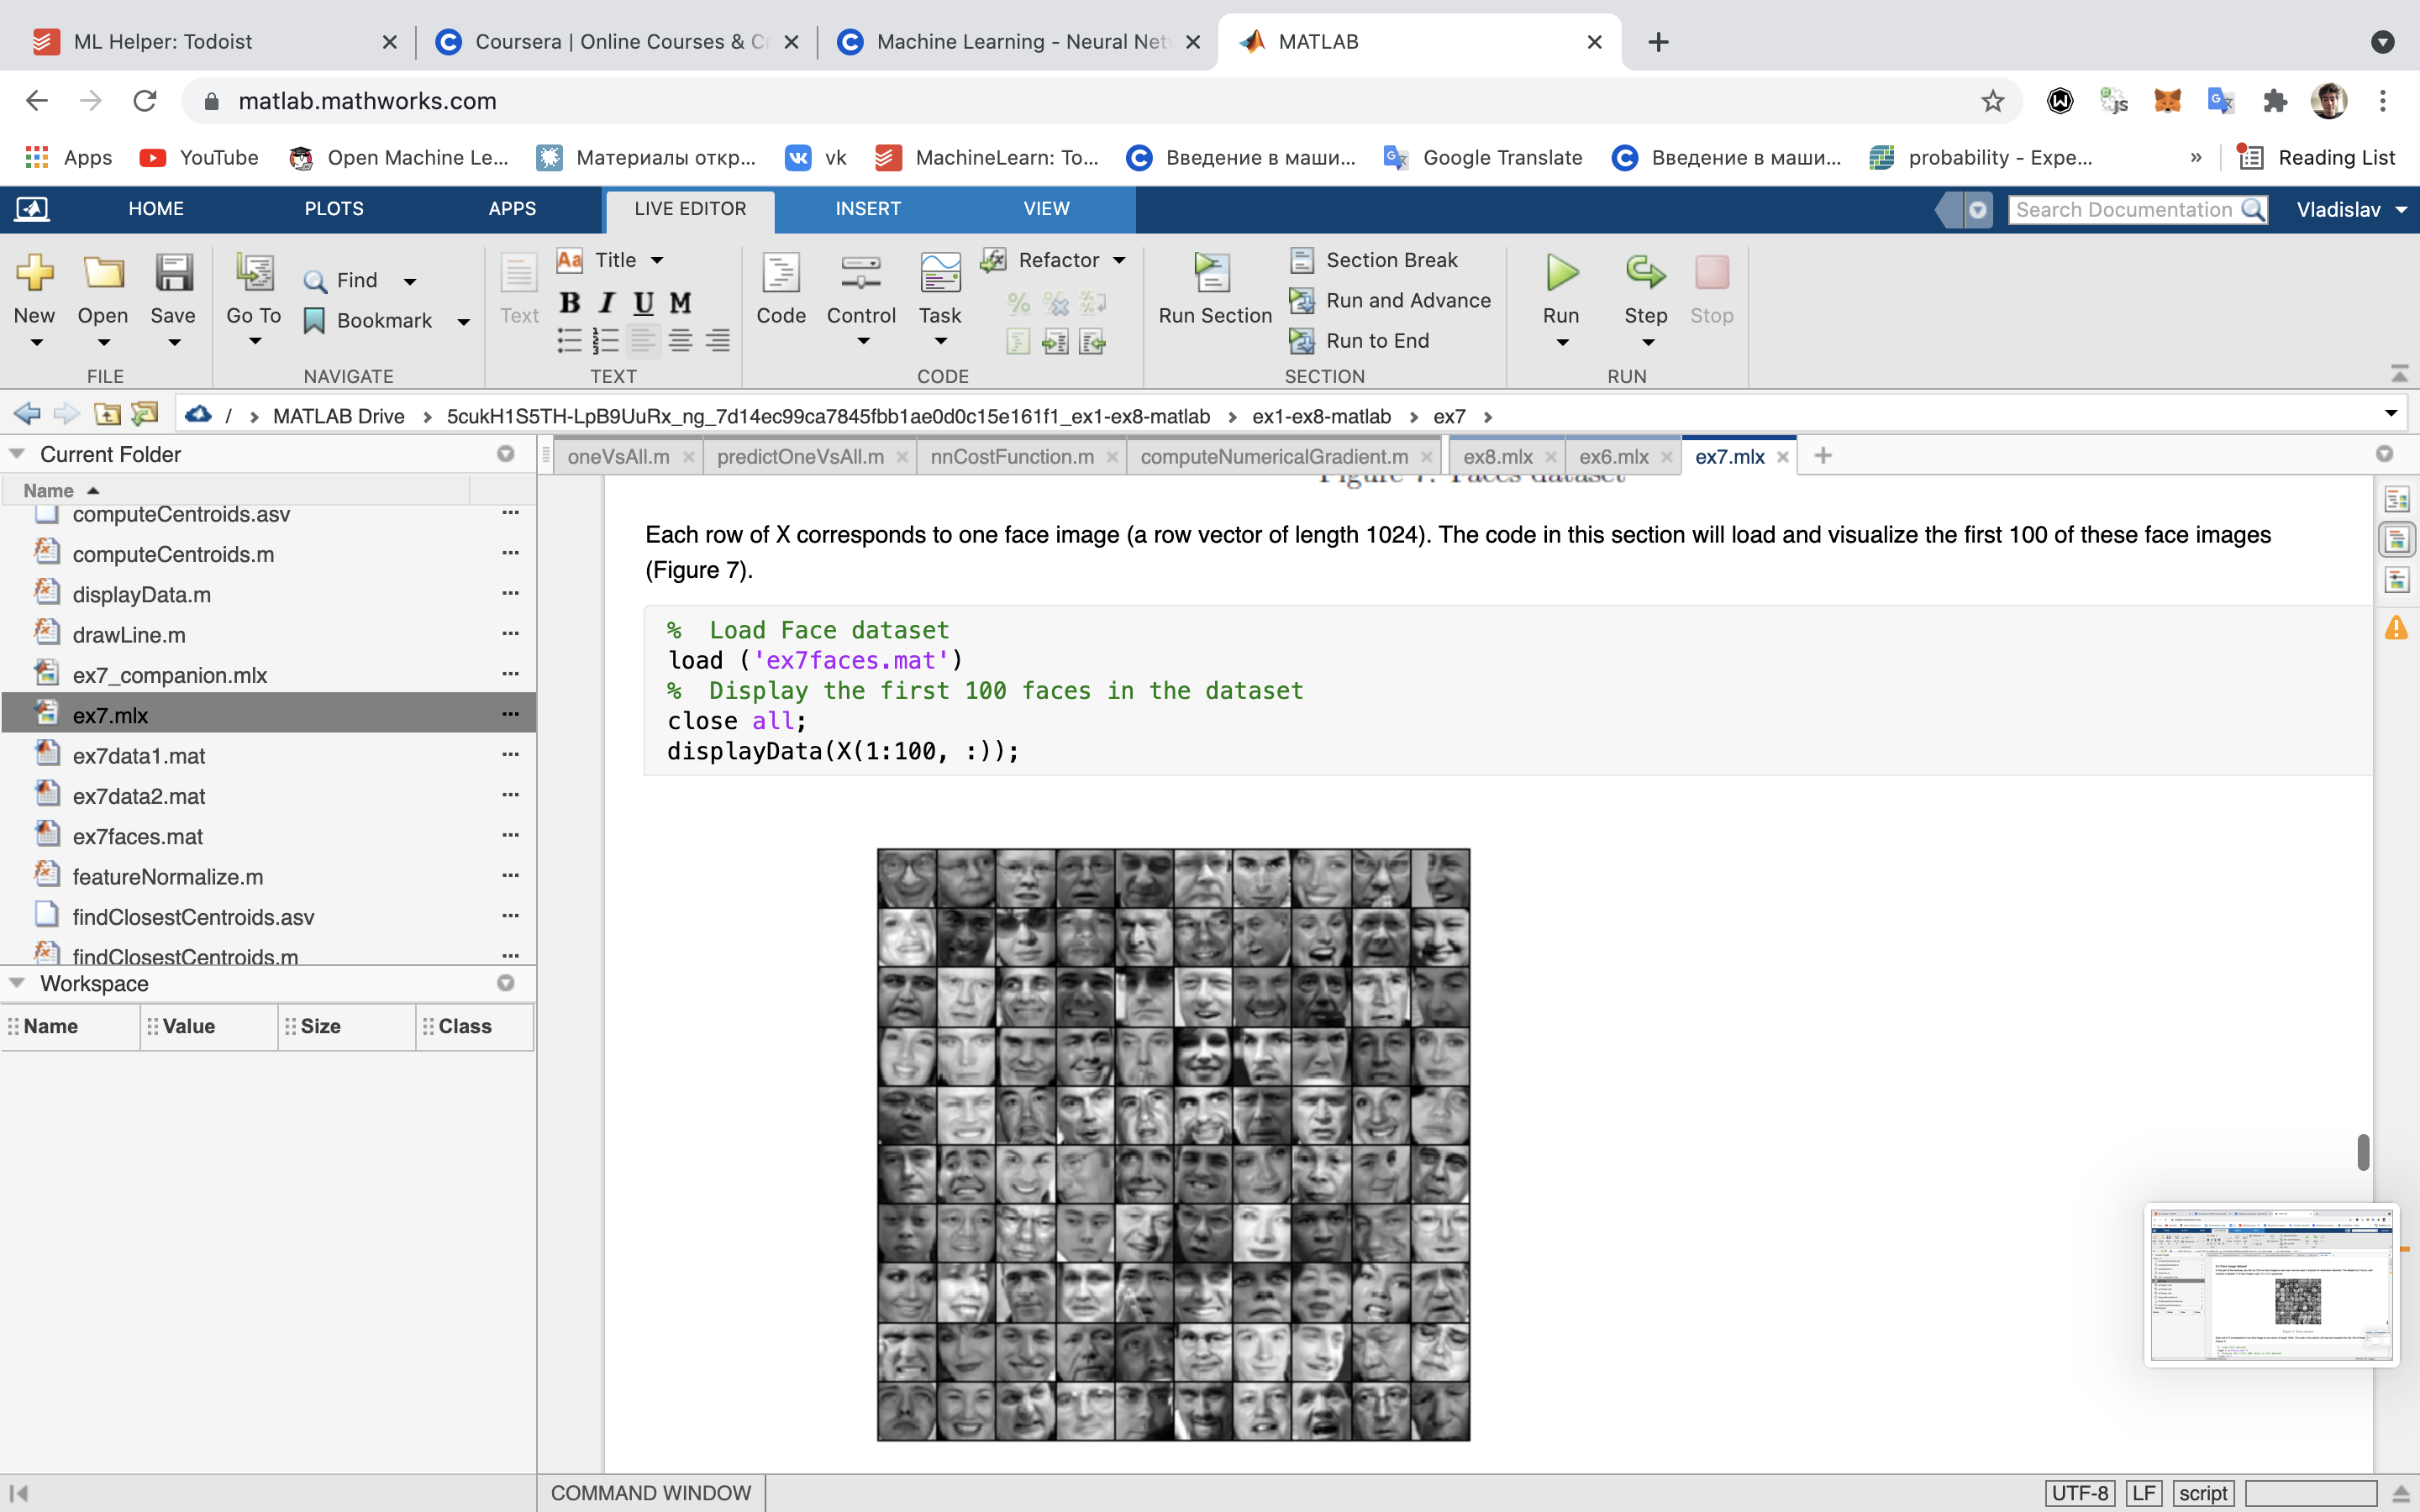 ML Helper: Todoist
Coursera | Online Courses & Cr
Machine Learning - Neural Netw
MATLAB
matlab.mathworks.com
Apps
YouTube
Open Machine Le...
Материалы откр...
vk
MachineLearn: To...
Введение в маши...
Google Translate
Введение в маши...
probability - Expe...
»
Reading List
HOME
PLOTS
APPS
LIVE EDITOR
INSERT
VIEW
Search Documentation
Vladislav
New
Open
Save
FILE
Go To
Find
Bookmark
NAVIGATE
Text
Aa Title
B I U M
TEXT
Code
Control
Task
Refactor
CODE
Run Section
Section Break
Run and Advance
Run to End
SECTION
Run
Step
Stop
RUN
/ › MATLAB Drive › 5cukH1S5TH-LpB9UuRx_ng_7d14ec99ca7845fbb1ae0d0c15e161f1_ex1-ex8-matlab › ex1-ex8-matlab › ex7 ›
Current Folder
Name
computeCentroids.asv
computeCentroids.m
displayData.m
drawLine.m
ex7_companion.mlx
ex7.mlx
ex7data1.mat
ex7data2.mat
ex7faces.mat
featureNormalize.m
findClosestCentroids.asv
findClosestCentroids.m
Workspace
Name
Value
Size
Class
oneVsAll.m
predictOneVsAll.m
nnCostFunction.m
computeNumericalGradient.m
ex8.mlx
ex6.mlx
ex7.mlx
Figure 7: Faces dataset
Each row of X corresponds to one face image (a row vector of length 1024). The code in this section will load and visualize the first 100 of these face images
(Figure 7).
%  Load Face dataset
load ('ex7faces.mat')
%  Display the first 100 faces in the dataset
close all;
displayData(X(1:100, :));
COMMAND WINDOW
UTF-8
LF
script